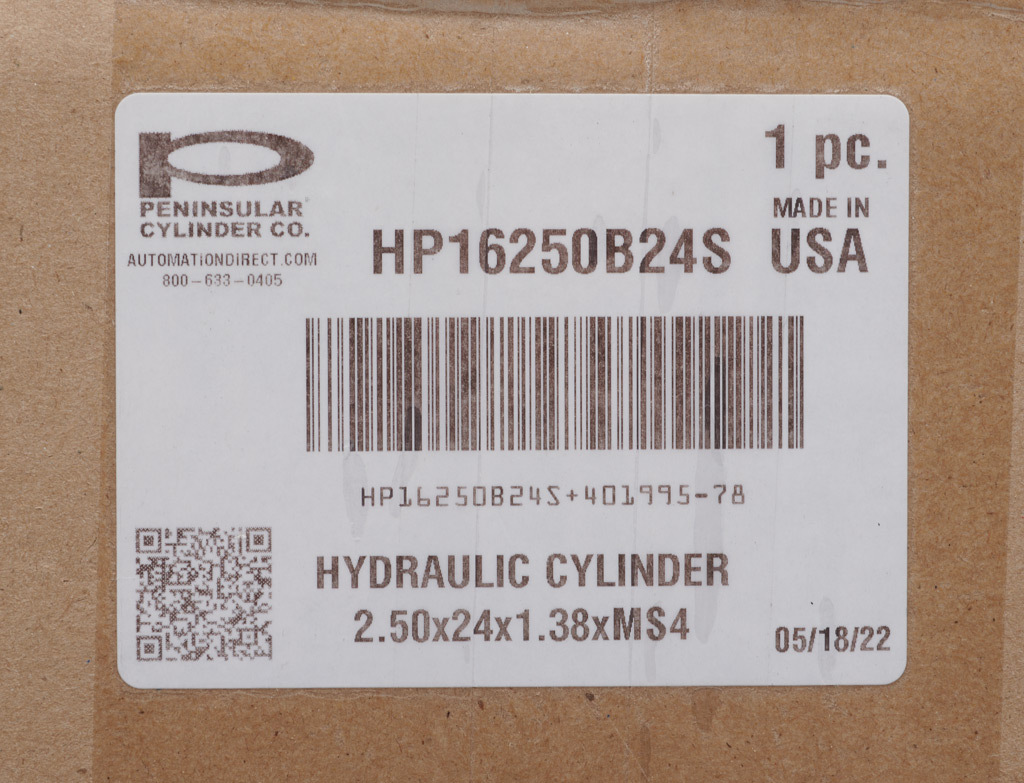 1 pc.
PENINSULAR
CYLINDER CO.
AUTOMATIONDIRECT.COM
800-633-0405
HP16250B24S
MADE IN
USA
HP16250B24S+401995-78
HYDRAULIC CYLINDER
2.50x24x1.38xMS4
05/18/22